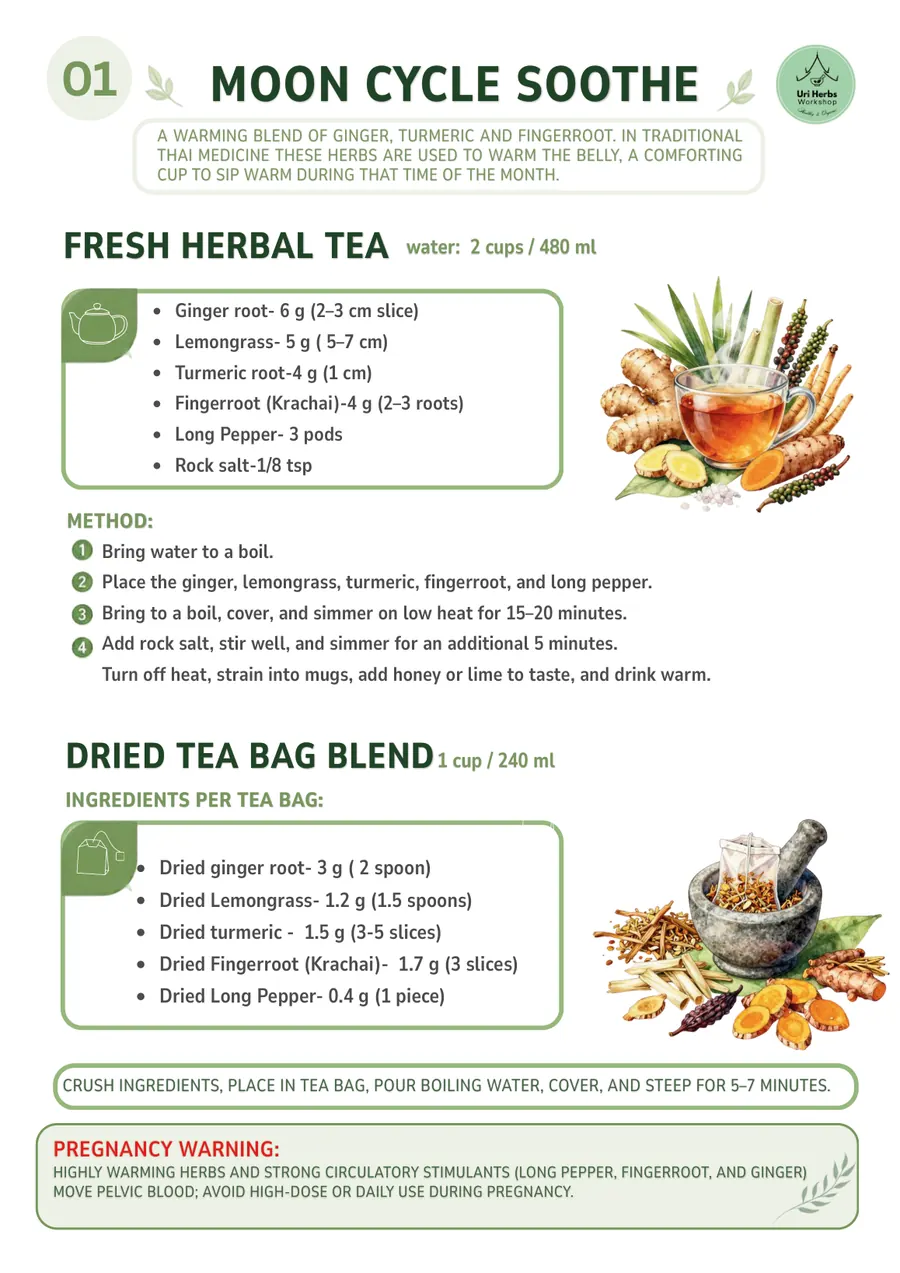 01
MOON CYCLE SOOTHE
Uri Herbs
Workshop
A WARMING BLEND OF GINGER, TURMERIC AND FINGERROOT. IN TRADITIONAL
THAI MEDICINE THESE HERBS ARE USED TO WARM THE BELLY, A COMFORTING
CUP TO SIP WARM DURING THAT TIME OF THE MONTH.
FRESH HERBAL TEA water: 2 cups / 480 ml
• Ginger root- 6 g (2–3 cm slice)
• Lemongrass- 5 g ( 5–7 cm)
• Turmeric root-4 g (1 cm)
• Fingerroot (Krachai)-4 g (2–3 roots)
• Long Pepper- 3 pods
• Rock salt-1/8 tsp
METHOD:
1 Bring water to a boil.
2 Place the ginger, lemongrass, turmeric, fingerroot, and long pepper.
3 Bring to a boil, cover, and simmer on low heat for 15–20 minutes.
4 Add rock salt, stir well, and simmer for an additional 5 minutes.
Turn off heat, strain into mugs, add honey or lime to taste, and drink warm.
DRIED TEA BAG BLEND 1 cup / 240 ml
INGREDIENTS PER TEA BAG:
• Dried ginger root- 3 g ( 2 spoon)
• Dried Lemongrass- 1.2 g (1.5 spoons)
• Dried turmeric - 1.5 g (3-5 slices)
• Dried Fingerroot (Krachai)- 1.7 g (3 slices)
• Dried Long Pepper- 0.4 g (1 piece)
CRUSH INGREDIENTS, PLACE IN TEA BAG, POUR BOILING WATER, COVER, AND STEEP FOR 5–7 MINUTES.
PREGNANCY WARNING:
HIGHLY WARMING HERBS AND STRONG CIRCULATORY STIMULANTS (LONG PEPPER, FINGERROOT, AND GINGER)
MOVE PELVIC BLOOD; AVOID HIGH-DOSE OR DAILY USE DURING PREGNANCY.